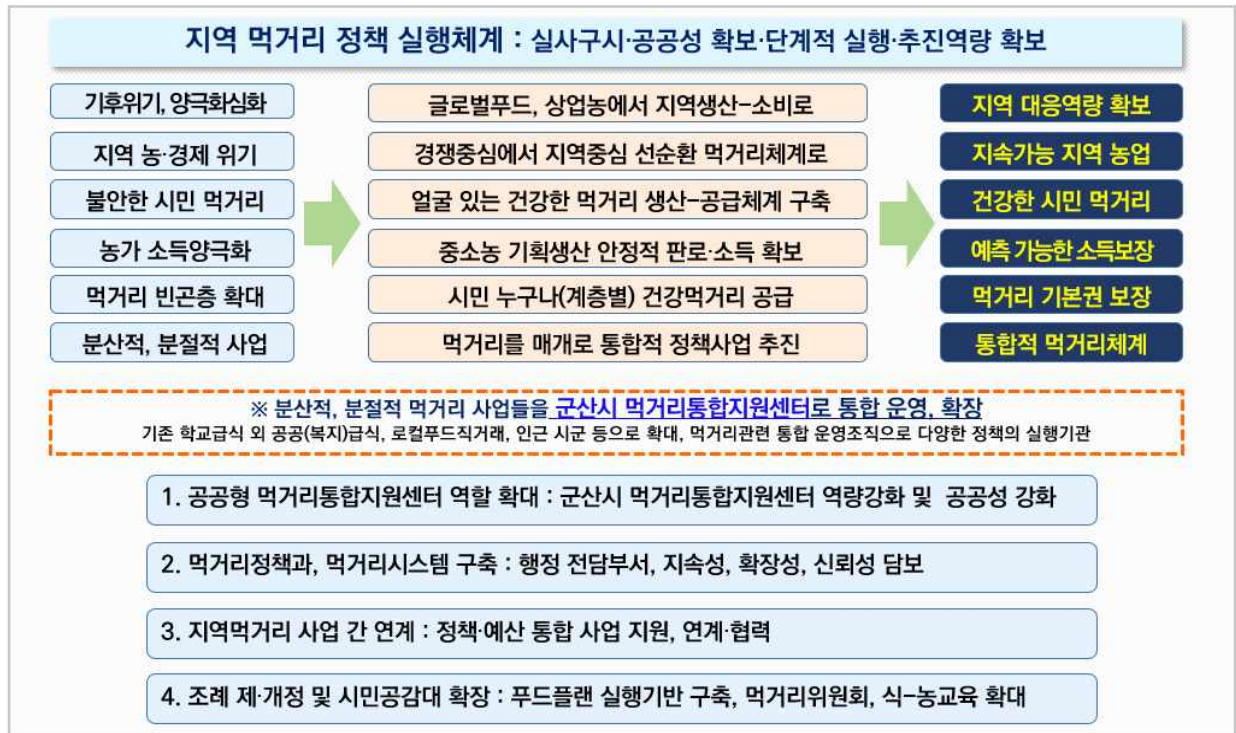 지역 먹거리 정책 실행체계 : 실사구시·공공성 확보·단계적 실행·추진역량 확보
기후위기, 양극화심화
글로벌푸드, 상업농에서 지역생산-소비로
지역 대응역량 확보
지역 농·경제 위기
경쟁중심에서 지역중심 선순환 먹거리체계로
지속가능 지역 농업
불안한 시민 먹거리
얼굴 있는 건강한 먹거리 생산-공급체계 구축
건강한 시민 먹거리
농가 소득양극화
중소농 기획생산 안정적 판로·소득 확보
예측 가능한 소득보장
먹거리 빈곤층 확대
시민 누구나(계층별) 건강먹거리 공급
먹거리 기본권 보장
분산적, 분절적 사업
먹거리를 매개로 통합적 정책사업 추진
통합적 먹거리체계
※ 분산적, 분절적 먹거리 사업들을 군산시 먹거리통합지원센터로 통합 운영, 확장
기존 학교급식 외 공공(복지)급식, 로컬푸드직거래, 인근 시군 등으로 확대, 먹거리관련 통합 운영조직으로 다양한 정책의 실행기관
1. 공공형 먹거리통합지원센터 역할 확대 : 군산시 먹거리통합지원센터 역량강화 및 공공성 강화
2. 먹거리정책과, 먹거리시스템 구축 : 행정 전담부서, 지속성, 확장성, 신뢰성 담보
3. 지역먹거리 사업 간 연계 : 정책·예산 통합 사업 지원, 연계·협력
4. 조례 제·개정 및 시민공감대 확장 : 푸드플랜 실행기반 구축, 먹거리위원회, 식-농교육 확대